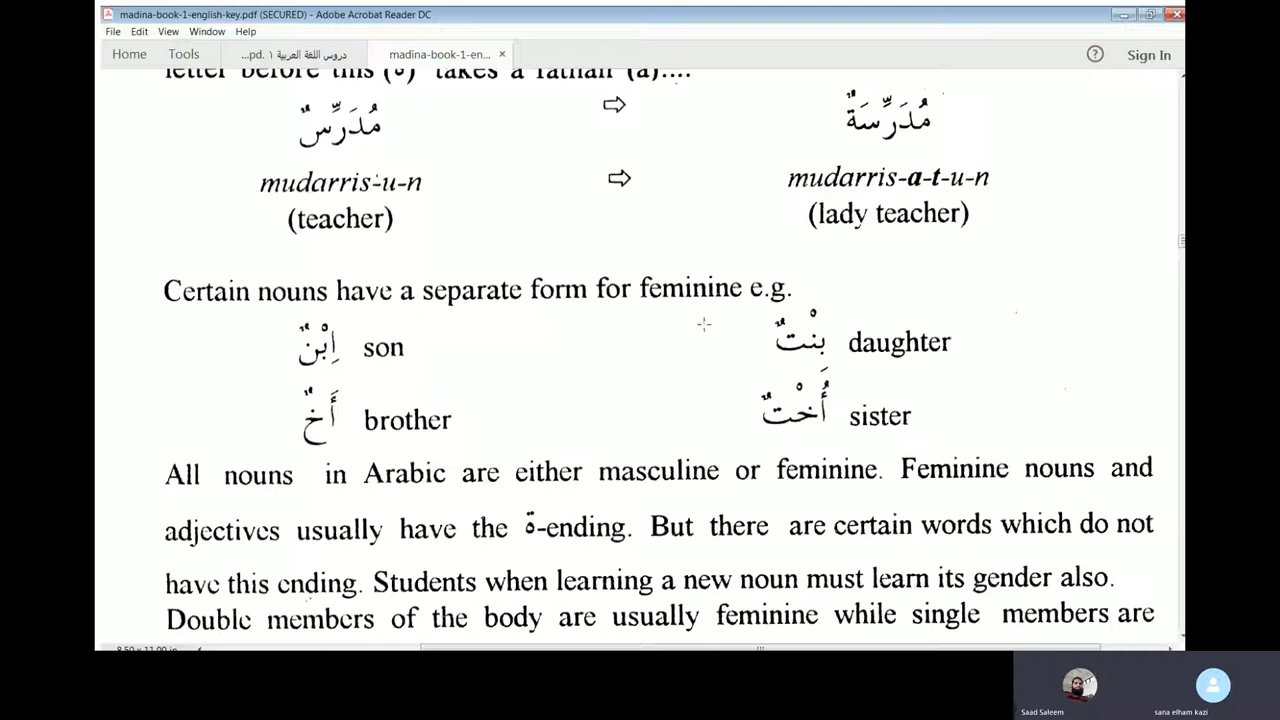 madina-book-1-english-key.pdf (SECURED) - Adobe Acrobat Reader DC
File Edit View Window Help
Home Tools ...pd. ١ دروس اللغة العربية madina-book-1-en... × ? Sign In
letter before this (ة) takes a fathah (a)....
مُدَرِّسٌ ⇨ مُدَرِّسَةٌ
mudarris-u-n ⇨ mudarris-a-t-u-n
(teacher) (lady teacher)
Certain nouns have a separate form for feminine e.g.
اِبْنٌ son بِنْتٌ daughter
أَخٌ brother أُخْتٌ sister
All nouns in Arabic are either masculine or feminine. Feminine nouns and
adjectives usually have the ة-ending. But there are certain words which do not
have this ending. Students when learning a new noun must learn its gender also.
Double members of the body are usually feminine while single members are
8.50 x 11.00 in
Saad Saleem sana elham kazi